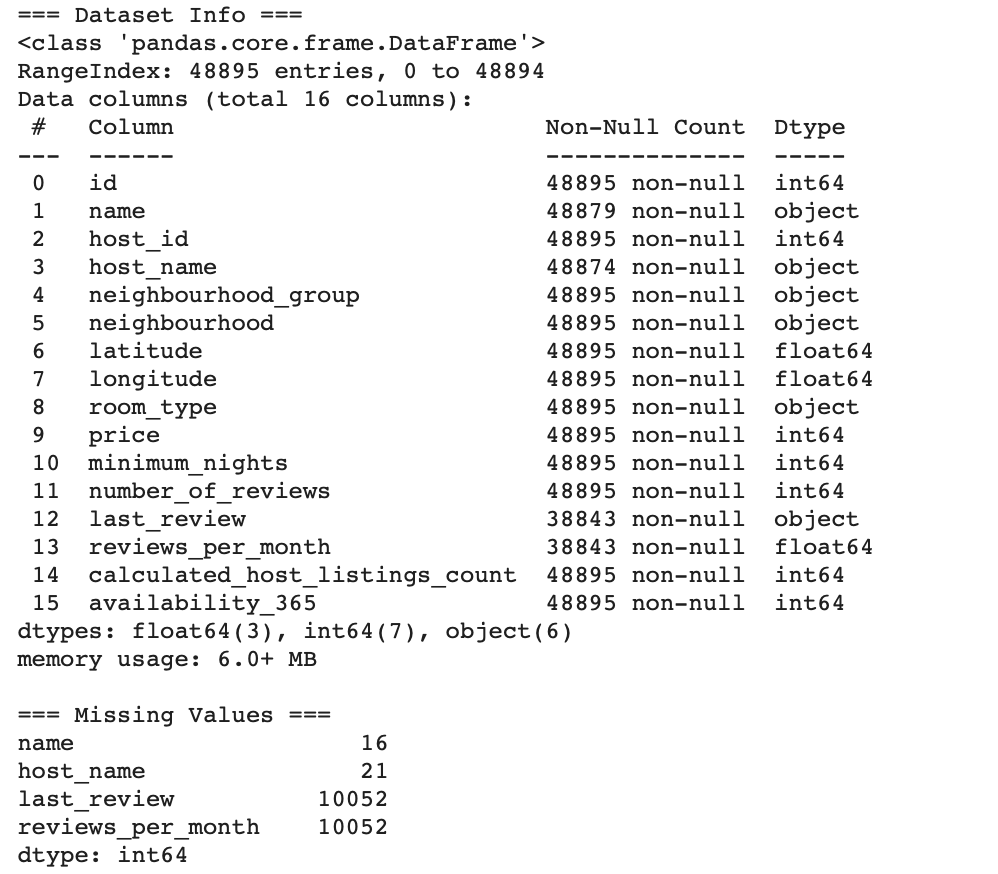 === Dataset Info ===
<class 'pandas.core.frame.DataFrame'>
RangeIndex: 48895 entries, 0 to 48894
Data columns (total 16 columns):
 #   Column                          Non-Null Count  Dtype
---  ------                          --------------  -----
 0   id                              48895 non-null  int64
 1   name                            48879 non-null  object
 2   host_id                         48895 non-null  int64
 3   host_name                       48874 non-null  object
 4   neighbourhood_group             48895 non-null  object
 5   neighbourhood                   48895 non-null  object
 6   latitude                        48895 non-null  float64
 7   longitude                       48895 non-null  float64
 8   room_type                       48895 non-null  object
 9   price                           48895 non-null  int64
 10  minimum_nights                  48895 non-null  int64
 11  number_of_reviews               48895 non-null  int64
 12  last_review                     38843 non-null  object
 13  reviews_per_month               38843 non-null  float64
 14  calculated_host_listings_count  48895 non-null  int64
 15  availability_365                48895 non-null  int64
dtypes: float64(3), int64(7), object(6)
memory usage: 6.0+ MB

=== Missing Values ===
name                    16
host_name               21
last_review          10052
reviews_per_month    10052
dtype: int64